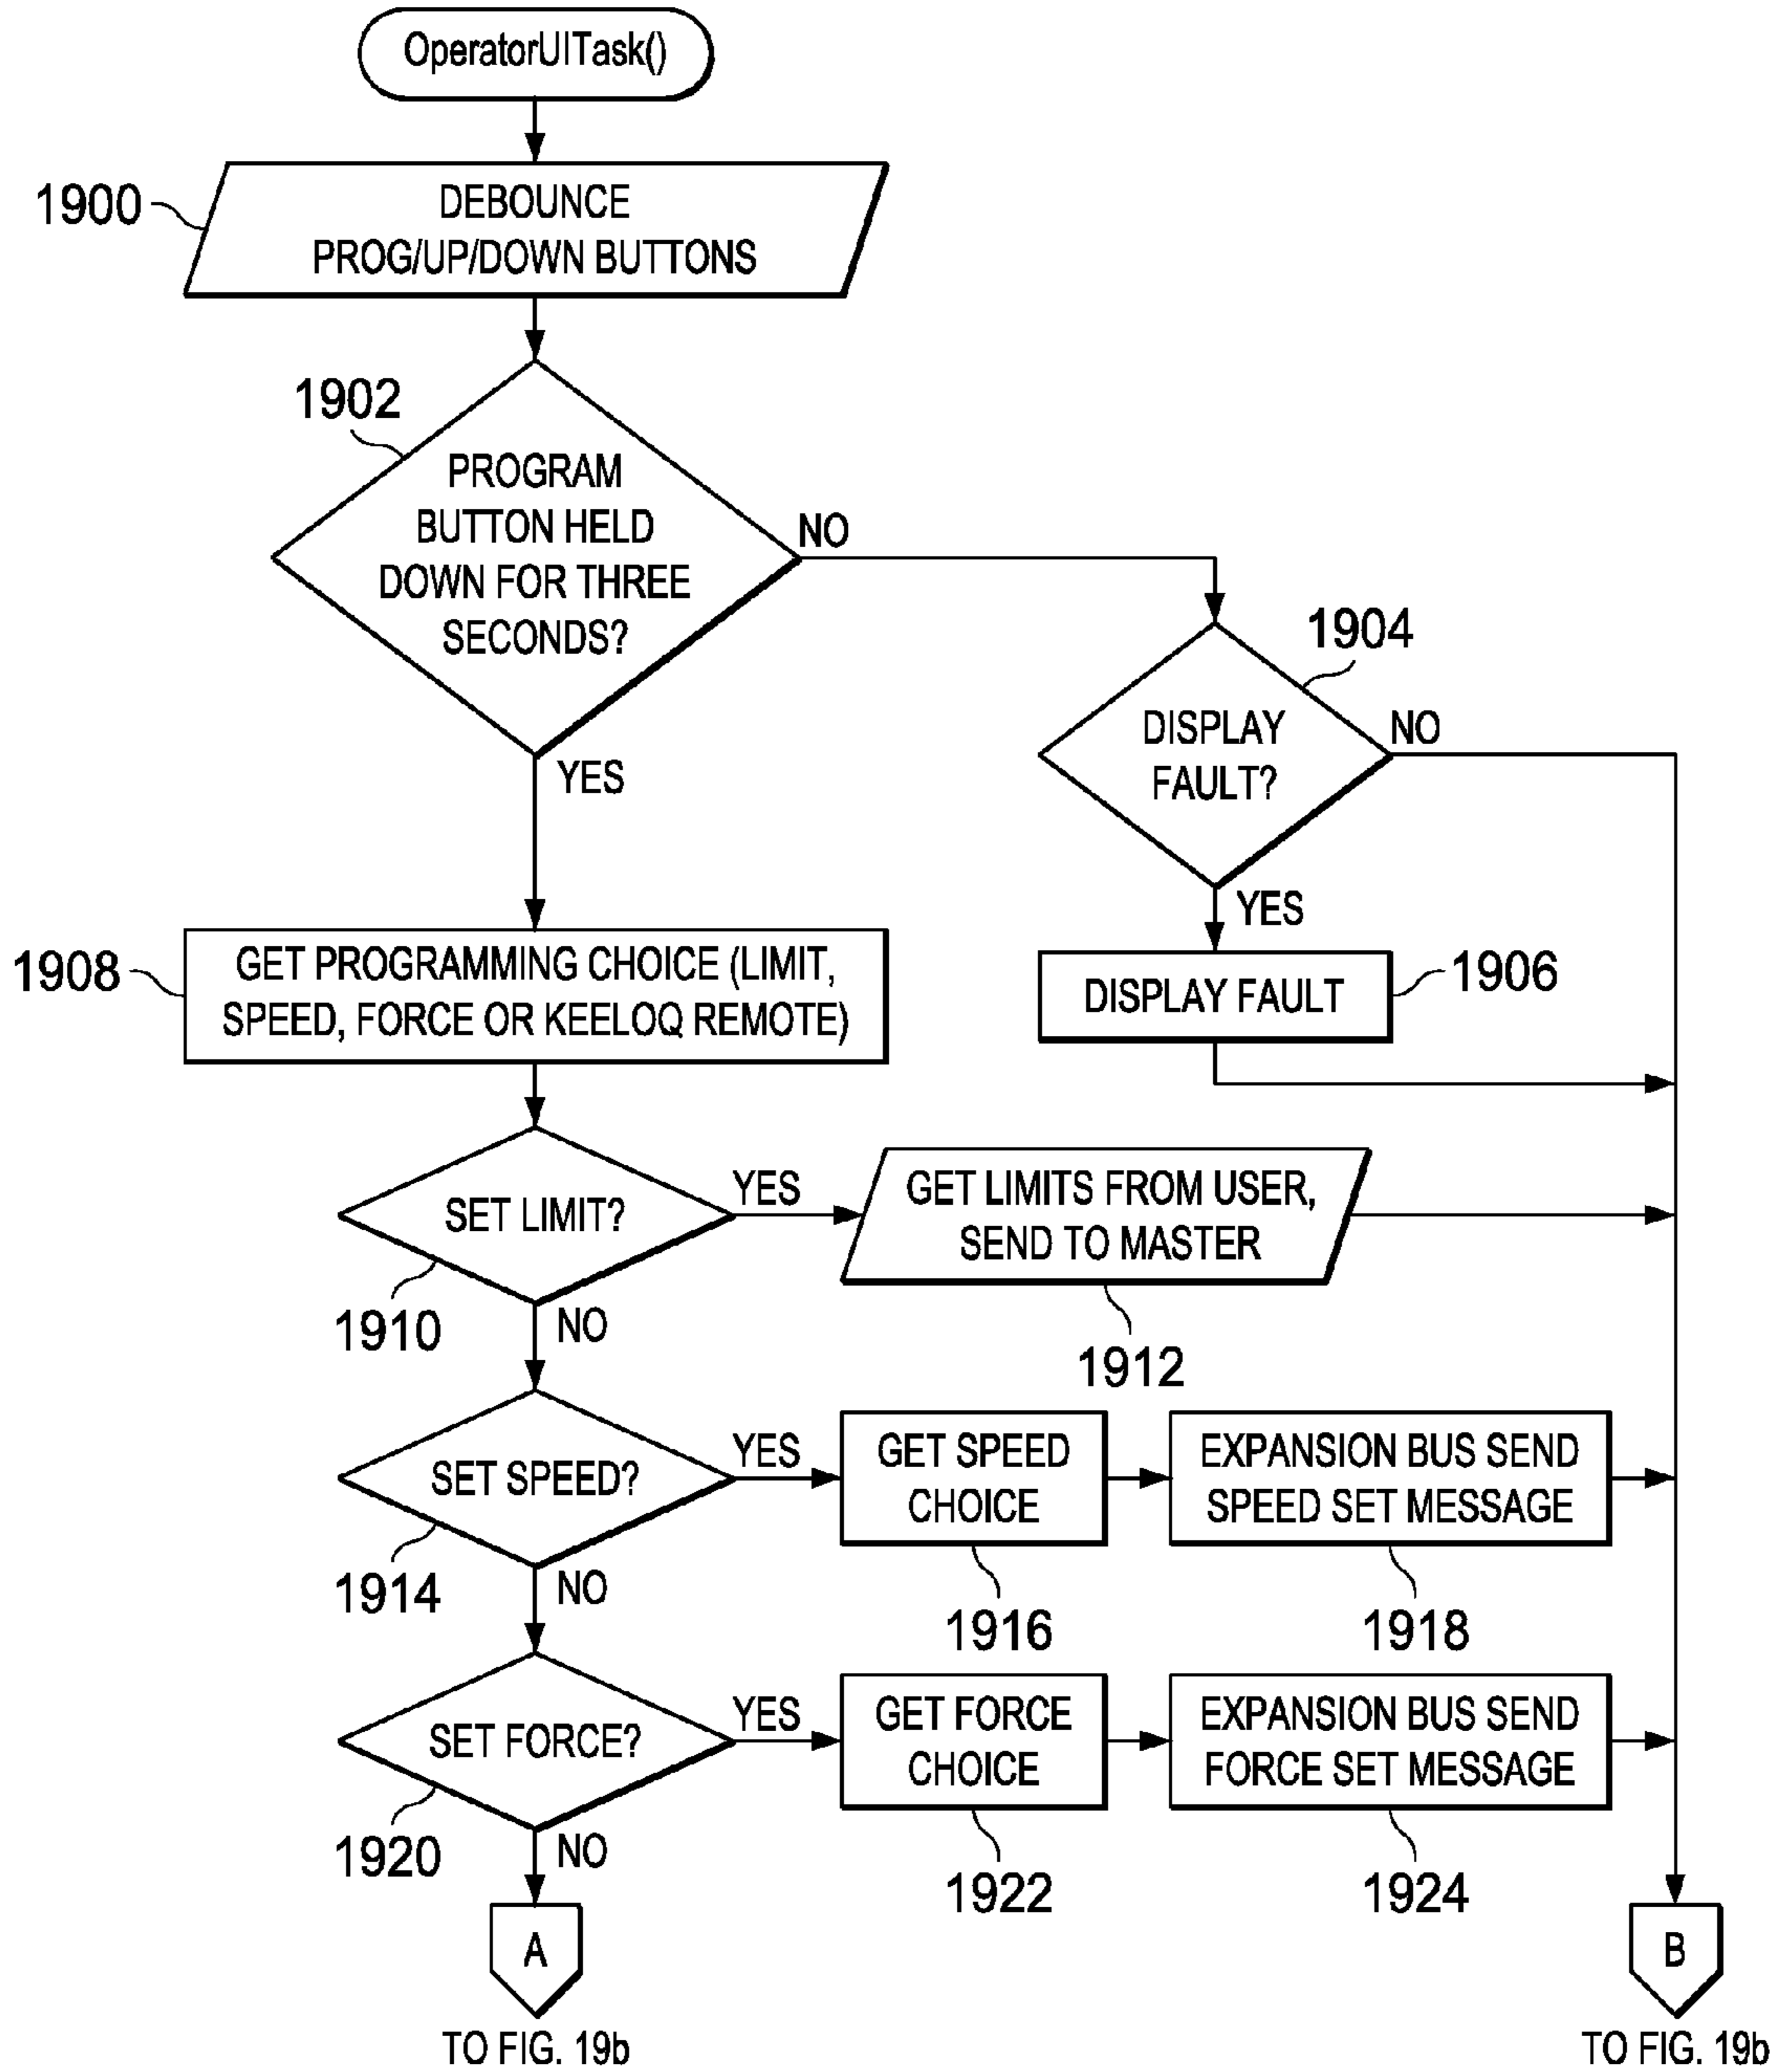 OperatorUITask()
1900
DEBOUNCE
PROG/UP/DOWN BUTTONS
1902
PROGRAM
BUTTON HELD
DOWN FOR THREE
SECONDS?
NO
YES
1904
DISPLAY
FAULT?
NO
YES
1906
DISPLAY FAULT
1908
GET PROGRAMMING CHOICE (LIMIT,
SPEED, FORCE OR KEELOQ REMOTE)
SET LIMIT?
YES
1910
NO
GET LIMITS FROM USER,
SEND TO MASTER
1912
SET SPEED?
YES
1914
NO
GET SPEED
CHOICE
1916
EXPANSION BUS SEND
SPEED SET MESSAGE
1918
SET FORCE?
YES
1920
NO
GET FORCE
CHOICE
1922
EXPANSION BUS SEND
FORCE SET MESSAGE
1924
A
TO FIG. 19b
B
TO FIG. 19b